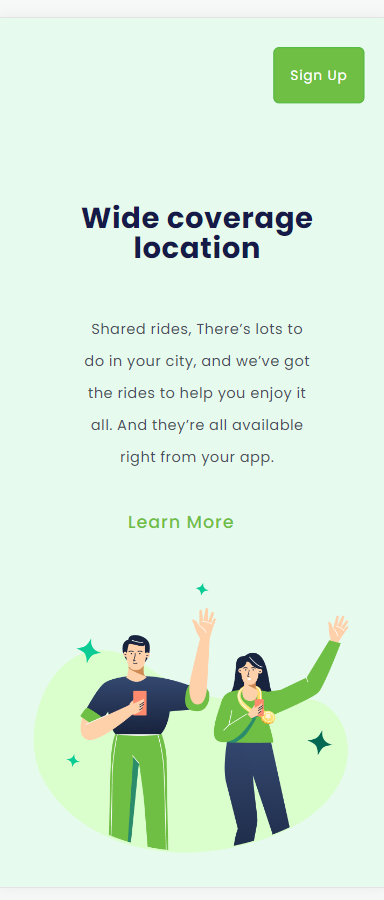 Sign Up
Wide coverage
location
Shared rides, There’s lots to
do in your city, and we’ve got
the rides to help you enjoy it
all. And they’re all available
right from your app.
Learn More